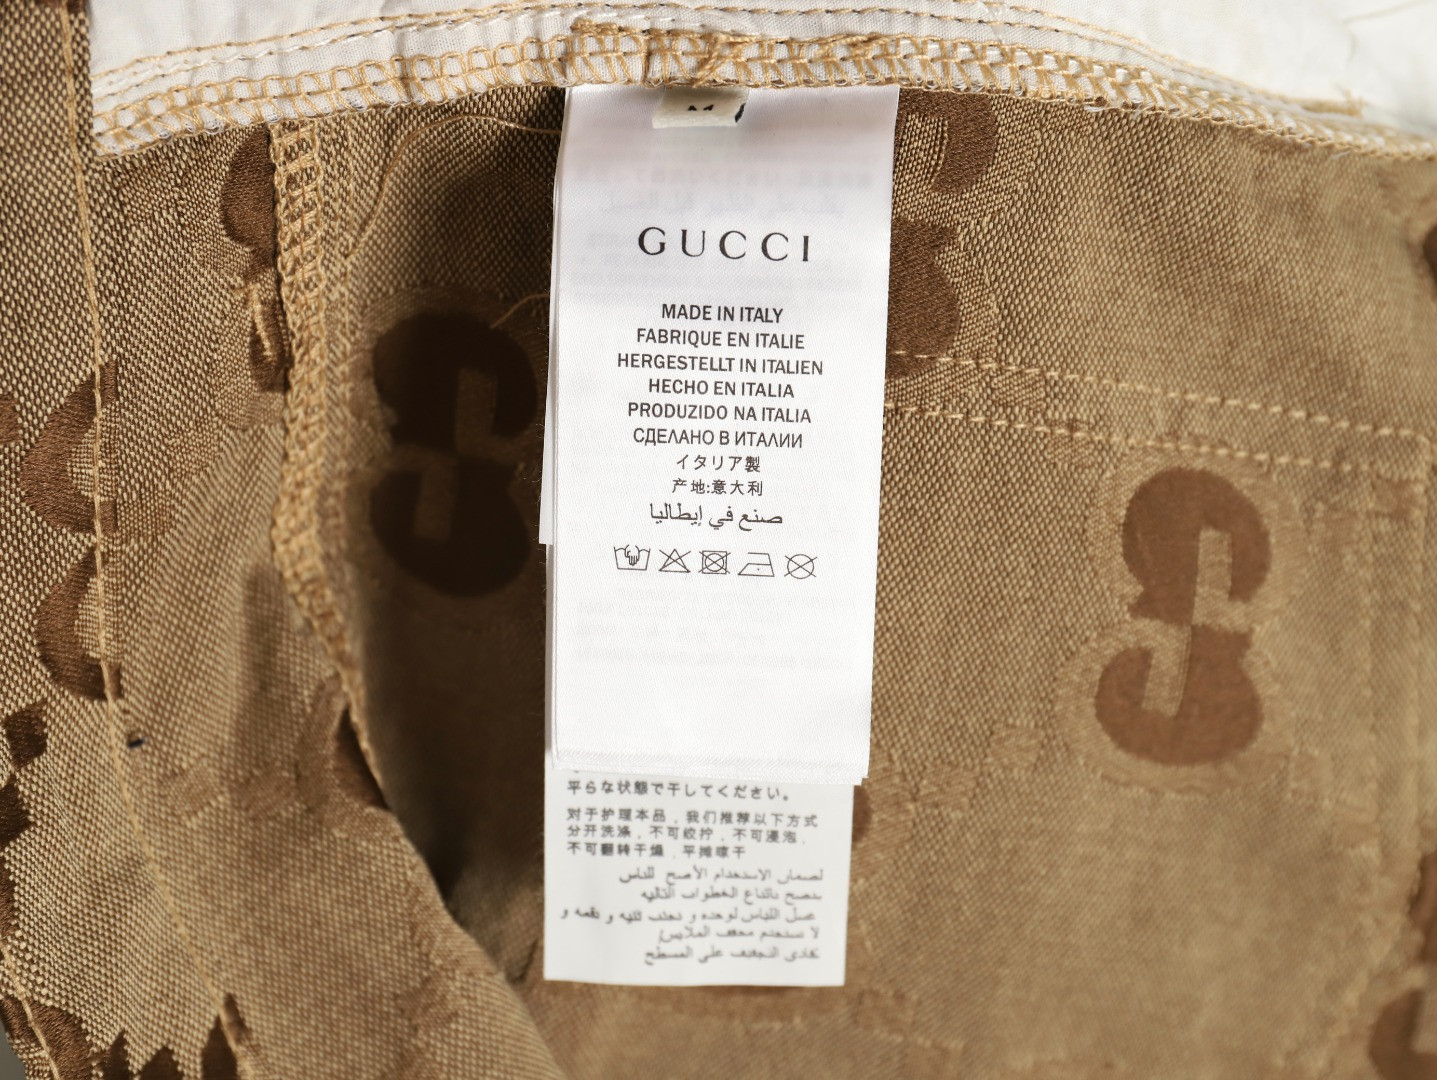 M
GUCCI
MADE IN ITALY
FABRIQUE EN ITALIE
HERGESTELLT IN ITALIEN
HECHO EN ITALIA
PRODUZIDO NA ITALIA
СДЕЛАНО В ИТАЛИИ
イタリア製
产地:意大利
صنع في إيطاليا
平らな状態で干してください。
对于护理本品，我们推荐以下方式
分开洗涤，不可绞拧，不可浸泡，
不可翻转干燥，平摊晾干